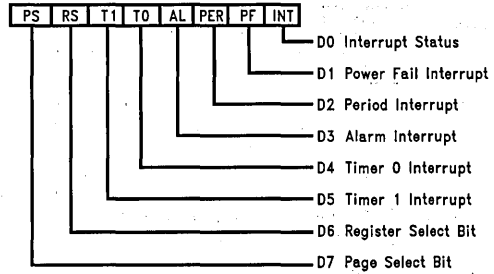 PS RS T1 T0 AL PER PF INT
D0 Interrupt Status
D1 Power Fail Interrupt
D2 Period Interrupt
D3 Alarm Interrupt
D4 Timer 0 Interrupt
D5 Timer 1 Interrupt
D6 Register Select Bit
D7 Page Select Bit